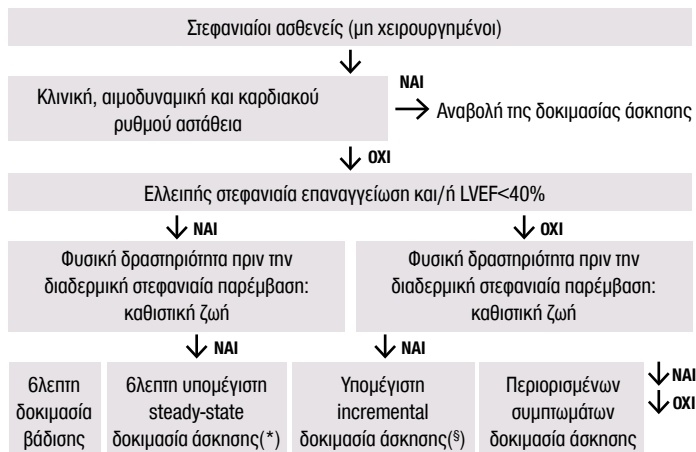 Στεφανιαίοι ασθενείς (μη χειρουργημένοι)
ΝΑΙ
Κλινική, αιμοδυναμική και καρδιακού
ρυθμού αστάθεια
Αναβολή της δοκιμασίας άσκησης
ΟΧΙ
Ελλειπής στεφανιαία επαναγγείωση και/ή LVEF<40%
ΝΑΙ
ΟΧΙ
Φυσική δραστηριότητα πριν την
διαδερμική στεφανιαία παρέμβαση:
καθιστική ζωή
Φυσική δραστηριότητα πριν την
διαδερμική στεφανιαία παρέμβαση:
καθιστική ζωή
ΝΑΙ
ΝΑΙ
6λεπτη
δοκιμασία
βάδισης
6λεπτη υπομέγιστη
steady-state
δοκιμασία άσκησης(*)
Υπομέγιστη
incremental
δοκιμασία άσκησης(§)
Περιορισμένων
συμπτωμάτων
δοκιμασία άσκησης
ΝΑΙ
ΟΧΙ